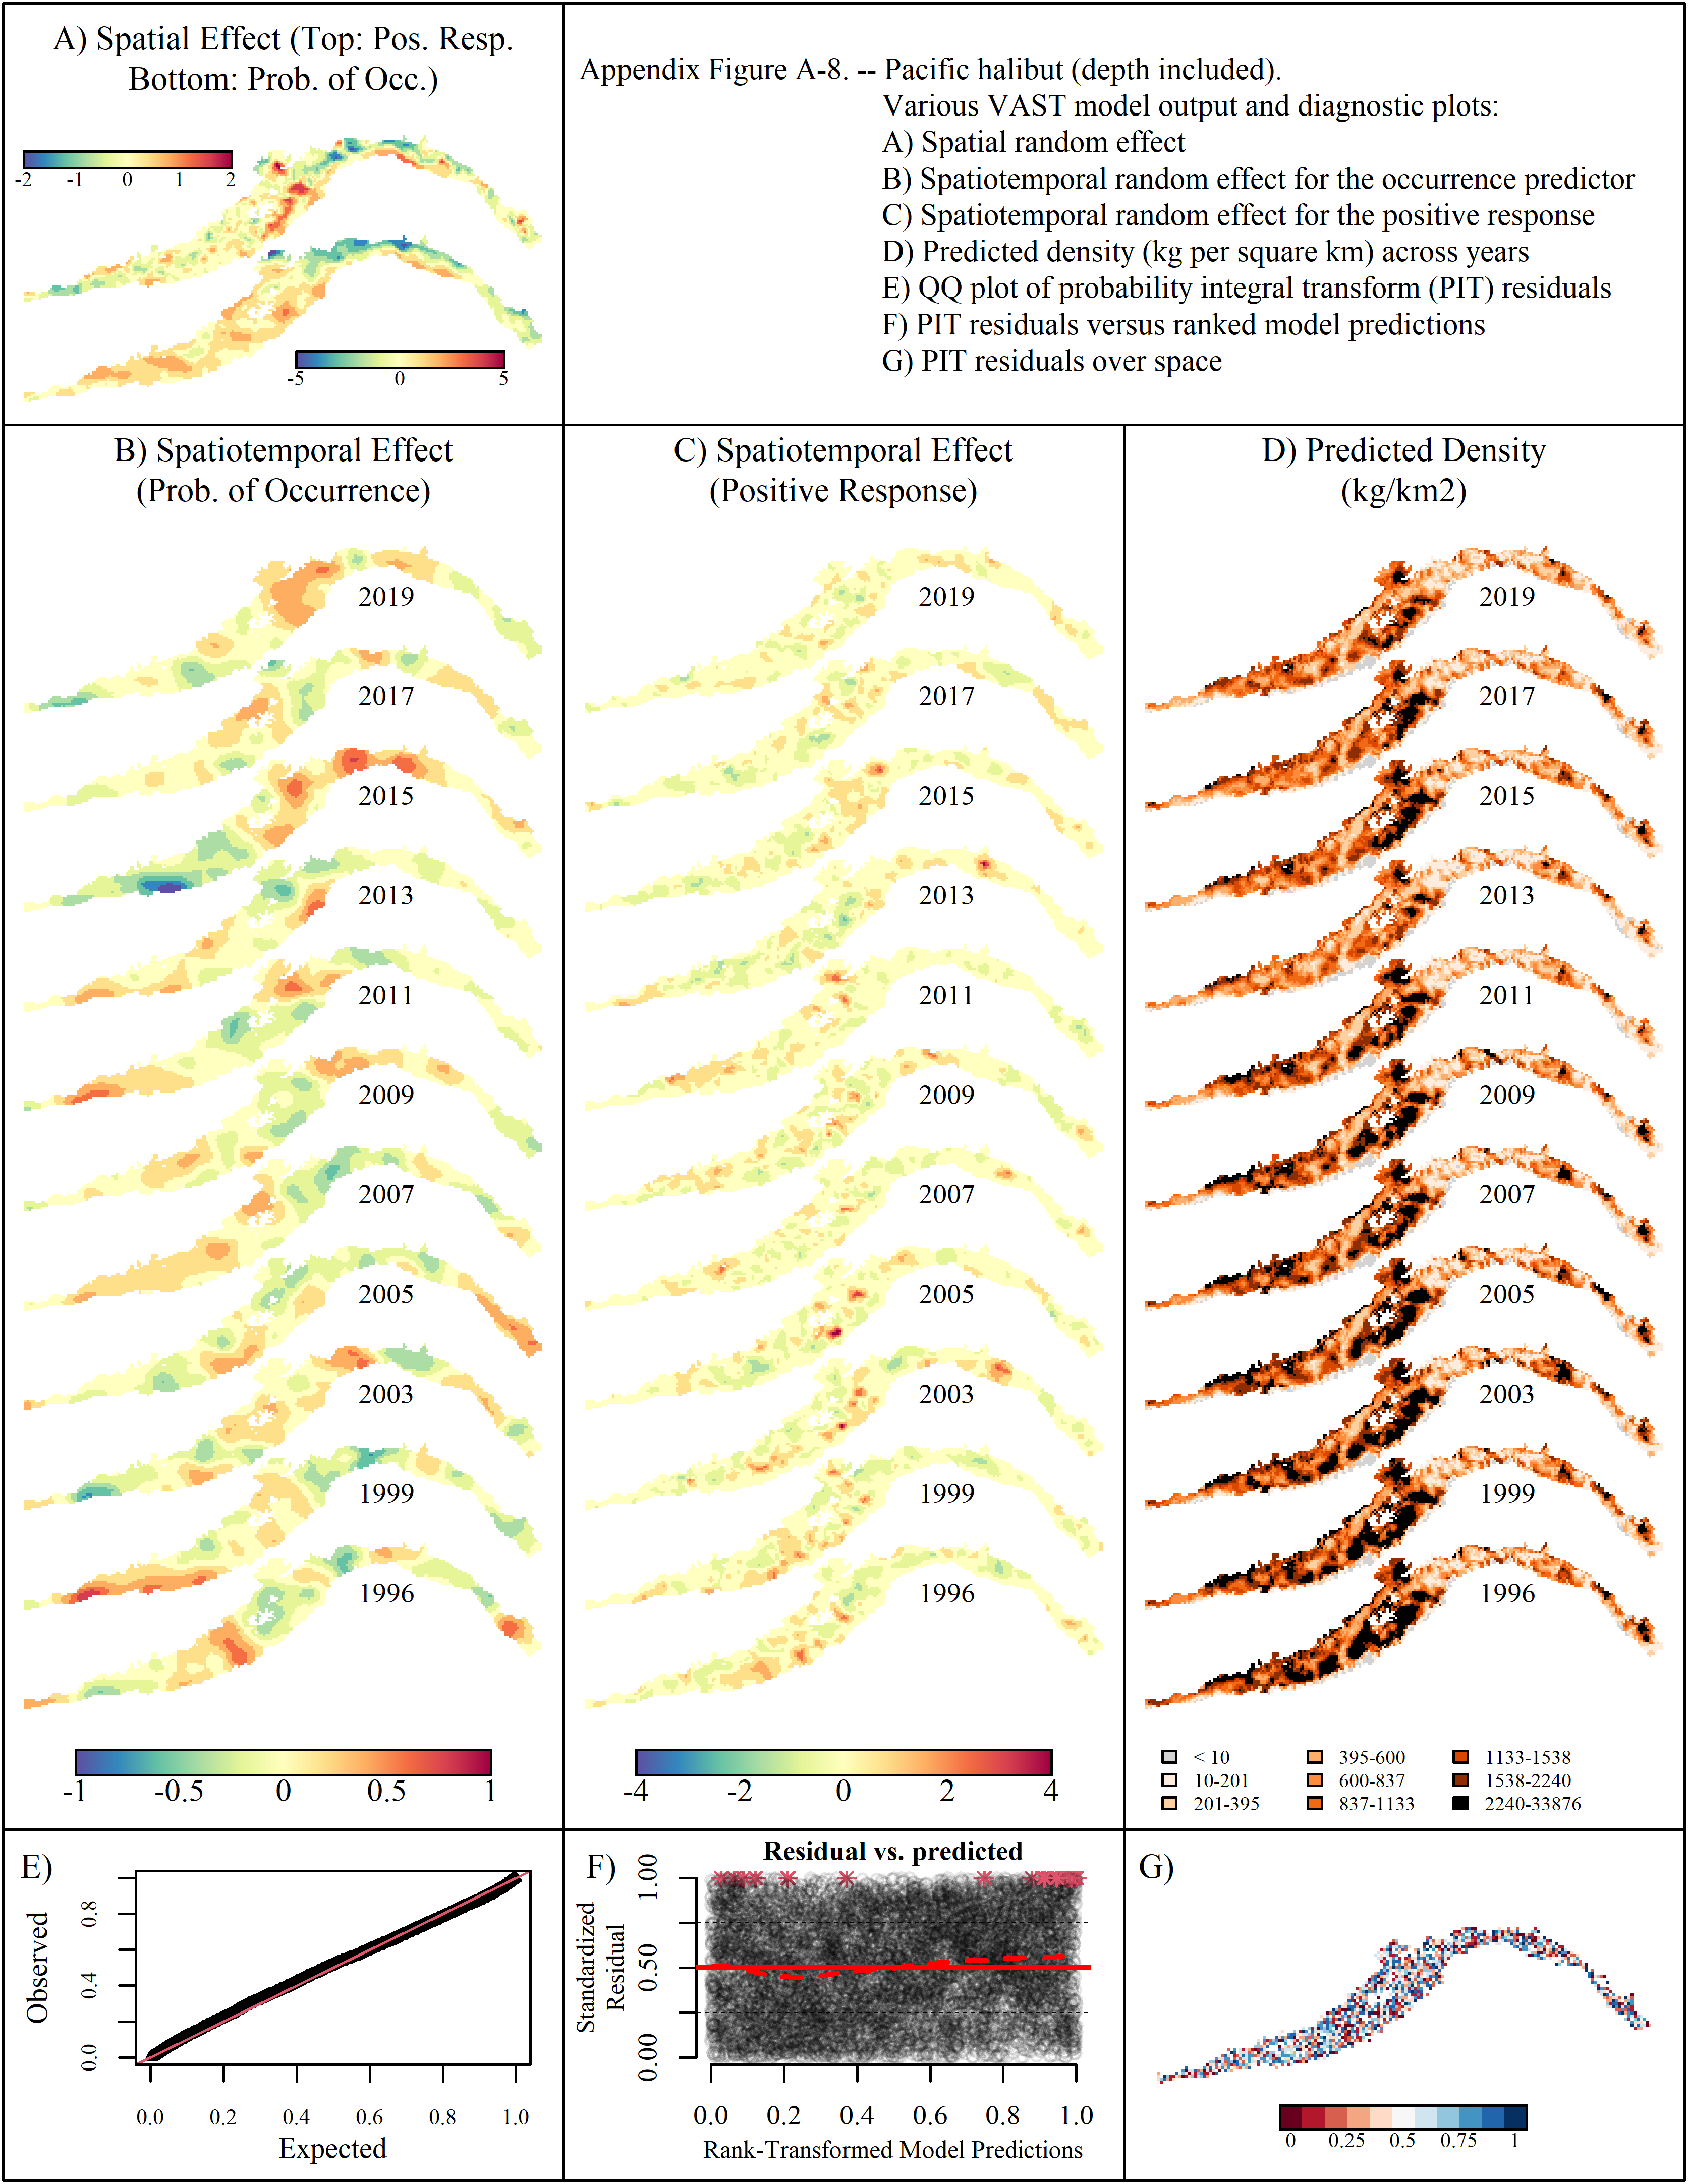 A) Spatial Effect (Top: Pos. Resp.
Bottom: Prob. of Occ.)
-2 -1 0 1 2
-5 0 5
Appendix Figure A-8. -- Pacific halibut (depth included).
Various VAST model output and diagnostic plots:
A) Spatial random effect
B) Spatiotemporal random effect for the occurrence predictor
C) Spatiotemporal random effect for the positive response
D) Predicted density (kg per square km) across years
E) QQ plot of probability integral transform (PIT) residuals
F) PIT residuals versus ranked model predictions
G) PIT residuals over space
B) Spatiotemporal Effect
(Prob. of Occurrence)
2019
2017
2015
2013
2011
2009
2007
2005
2003
1999
1996
-1 -0.5 0 0.5 1
C) Spatiotemporal Effect
(Positive Response)
2019
2017
2015
2013
2011
2009
2007
2005
2003
1999
1996
-4 -2 0 2 4
D) Predicted Density
(kg/km2)
2019
2017
2015
2013
2011
2009
2007
2005
2003
1999
1996
< 10 395-600 1133-1538
10-201 600-837 1538-2240
201-395 837-1133 2240-33876
E)
Observed
0.8
0.4
0.0
0.0 0.2 0.4 0.6 0.8 1.0
Expected
F)
Residual vs. predicted
Standardized
Residual
1.00
0.50
0.00
0.0 0.2 0.4 0.6 0.8 1.0
Rank-Transformed Model Predictions
G)
0 0.25 0.5 0.75 1